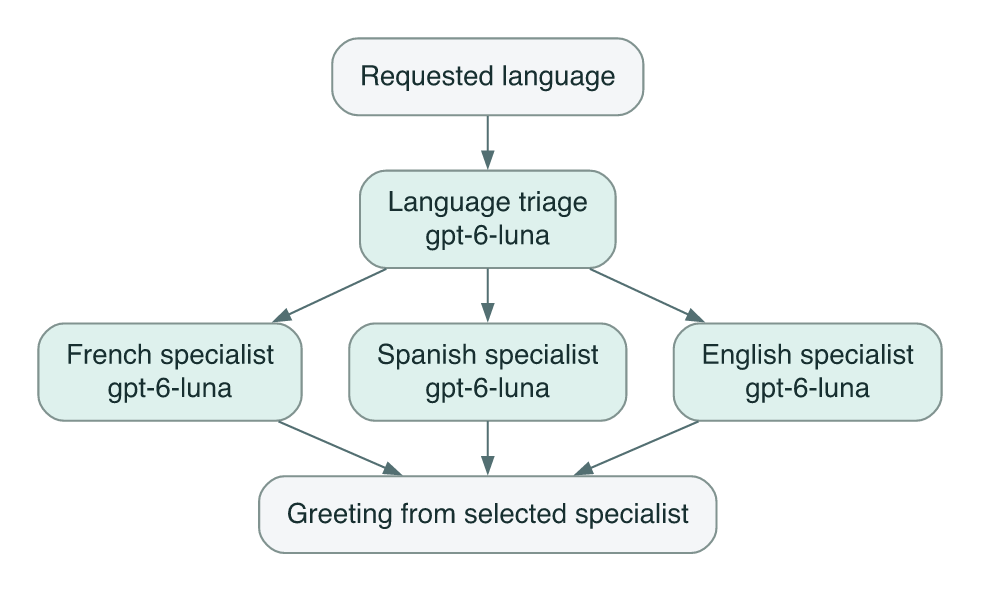 Requested language
Language triage
gpt-6-luna
French specialist
gpt-6-luna
Spanish specialist
gpt-6-luna
English specialist
gpt-6-luna
Greeting from selected specialist